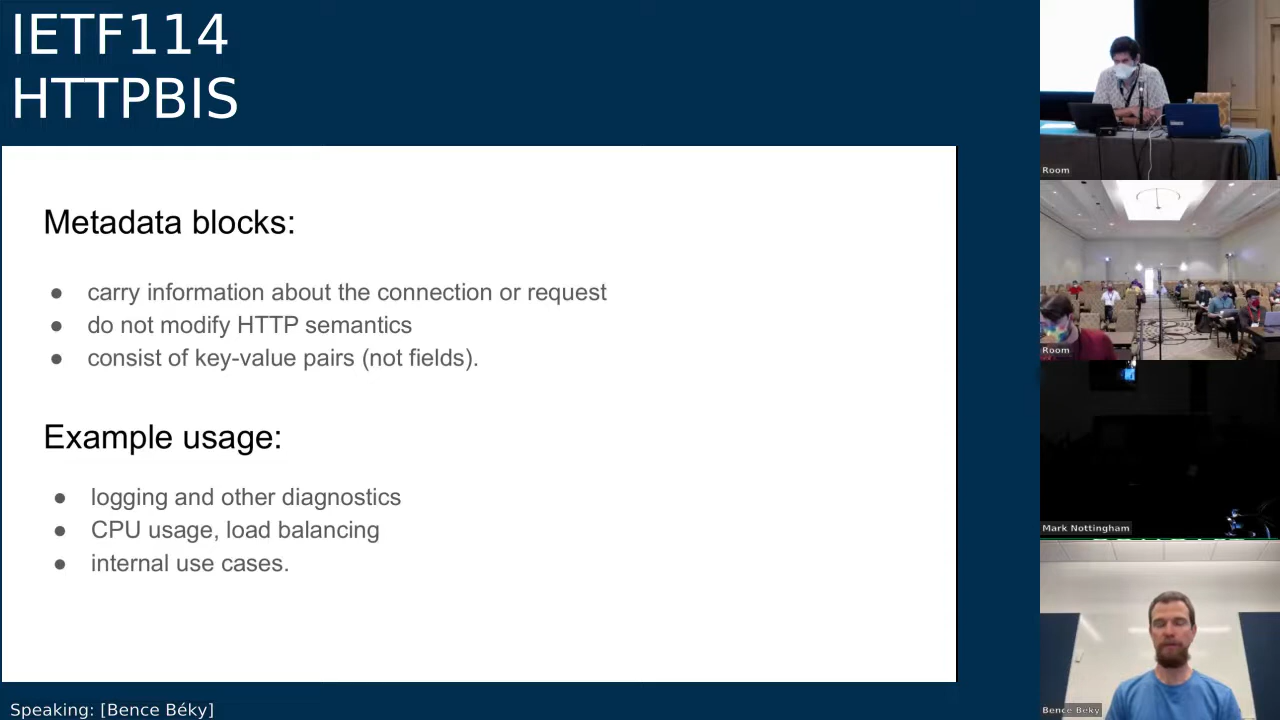 IETF114
HTTPBIS
Metadata blocks:
● carry information about the connection or request
● do not modify HTTP semantics
● consist of key-value pairs (not fields).
Example usage:
● logging and other diagnostics
● CPU usage, load balancing
● internal use cases.
Speaking: [Bence Béky]
Room
Room
Mark Nottingham
Bence Béky